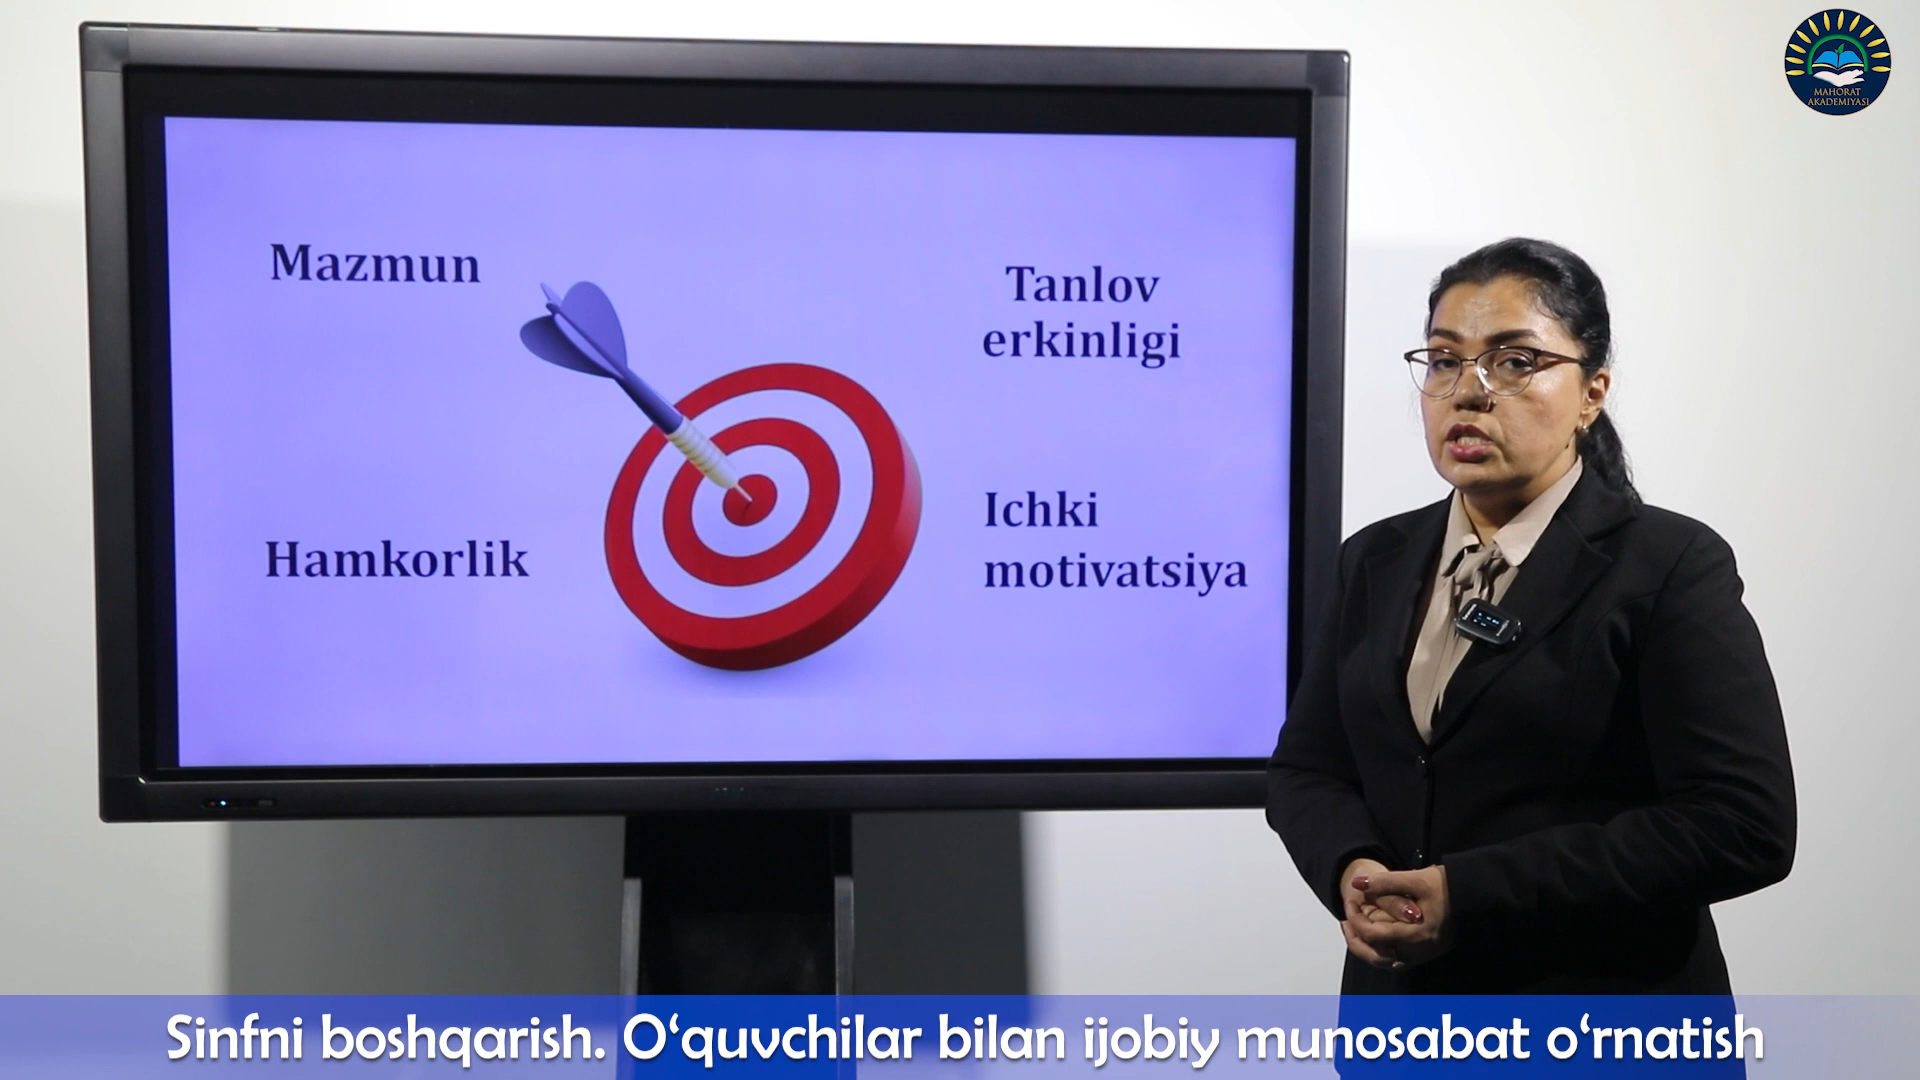 MAHORAT
AKADEMIYASI
Mazmun
Tanlov
erkinligi
Hamkorlik
Ichki
motivatsiya
Sinfni boshqarish. O‘quvchilar bilan ijobiy munosabat o‘rnatish